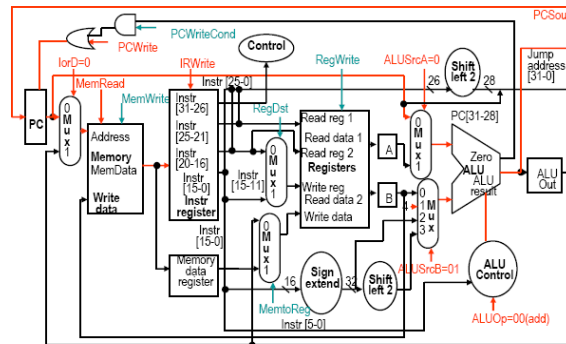 PCSou
PCWriteCond
PCWrite
IorD=0
MemRead
MemWrite
IRWrite
Instr [25-0]
Control
RegDst
RegWrite
ALUSrcA=0
Shift
left 2
26
28
Jump
address
[31-0]
PC[31-28]
PC
0
Mux
1
Address
Memory
MemData
Write
data
Instr
[31-26]
Instr
[25-21]
Instr
[20-16]
Instr
[15-0]
Instr
register
Instr
[15-11]
Instr
[15-0]
Memory
data
register
0
Mux
1
0
Mux
1
MemtoReg
Read reg 1
Read data 1
Read reg 2
Registers
Write reg
Read data 2
Write data
A
B
0
Mux
1
4
0
1
2
3
Mux
ALUSrcB=01
Zero
ALU
ALU
result
ALU
Out
16
Sign
extend
32
Shift
left 2
ALU
Control
Instr [5-0]
ALUOp=00(add)